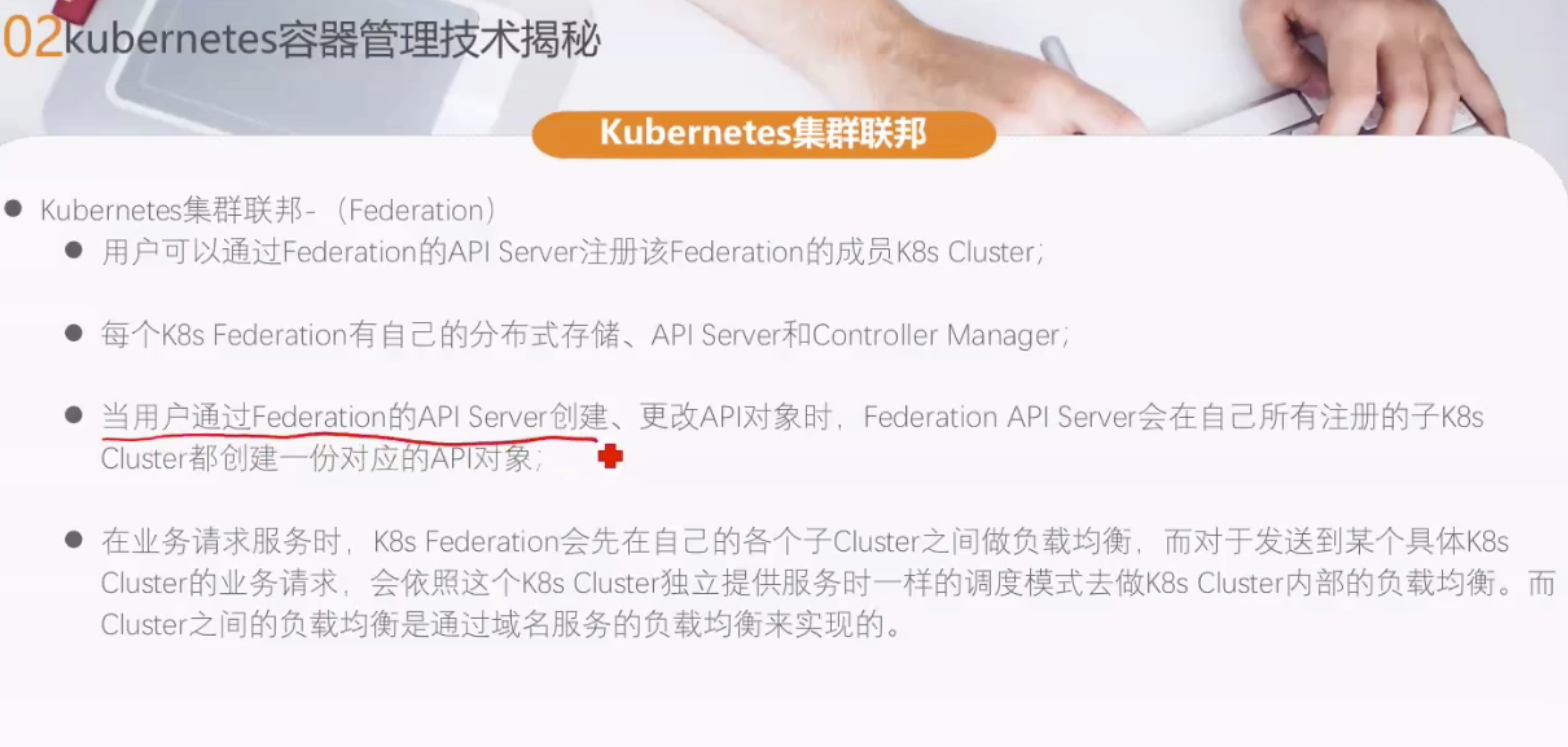 02kubernetes容器管理技术揭秘
Kubernetes集群联邦
Kubernetes集群联邦-（Federation）
用户可以通过Federation的API Server注册该Federation的成员K8s Cluster;
每个K8s Federation有自己的分布式存储、API Server和Controller Manager;
当用户通过Federation的API Server创建、更改API对象时，Federation API Server会在自己所有注册的子K8s
Cluster都创建一份对应的API对象;
在业务请求服务时，K8s Federation会先在自己的各个子Cluster之间做负载均衡，而对于发送到某个具体K8s
Cluster的业务请求，会依照这个K8s Cluster独立提供服务时一样的调度模式去做K8s Cluster内部的负载均衡。而
Cluster之间的负载均衡是通过域名服务的负载均衡来实现的。